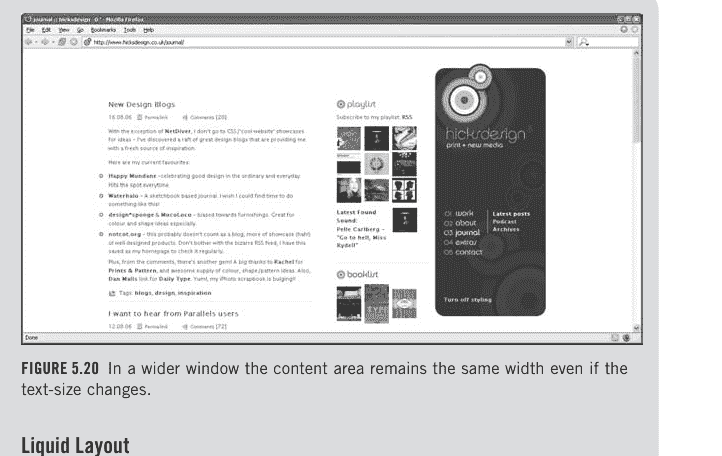 journal :: hicksdesign
Mozilla Firefox
File Edit View Go Bookmarks Tools Help
http://www.hicksdesign.co.uk/journal/
New Design Blogs
16.08.06 Permalink Comments [20]
With the exception of NetDiver, I don't go to CSS/"cool-website" showcases
for ideas - I've discovered a raft of great design blogs that are providing me
with a fresh source of inspiration.
Here are my current favourites:
Happy Mundane -celebrating good design in the ordinary and everyday.
Hits the spot everytime.
Waterhalo - A sketchbook based journal. I wish I could find time to do
something like this!
design*sponge & MocoLoco - biased towards furnishings. Great for
colour and shape ideas especially.
notcot.org - this probably doesn't count as a blog, more of showcase (hah!)
of well designed products. Don't bother with the bizarre RSS feed, I have this
saved as my homepage to check it regularly.
Plus, from the comments, there's another gem! A big thanks to Rachel for
Prints & Pattern, and awesome supply of colour, shape/pattern ideas. Also,
Dan Malls link for Daily Type. Yum!, my iPhoto scrapbook is bulging!!
Tags: blogs, design, inspiration
I want to hear from Parallels users
12.08.06 Permalink Comments [72]
playlist
Subscribe to my playlist: RSS
Latest Found
Sound:
Pelle Carlberg -
"Go to hell, Miss
Rydell"
booklist
hicksdesign
print + new media
01 work
02 about
03 journal
04 extras
05 contact
Latest posts
Podcast
Archives
Turn off styling
Done
FIGURE 5.20 In a wider window the content area remains the same width even if the
text-size changes.
Liquid Layout